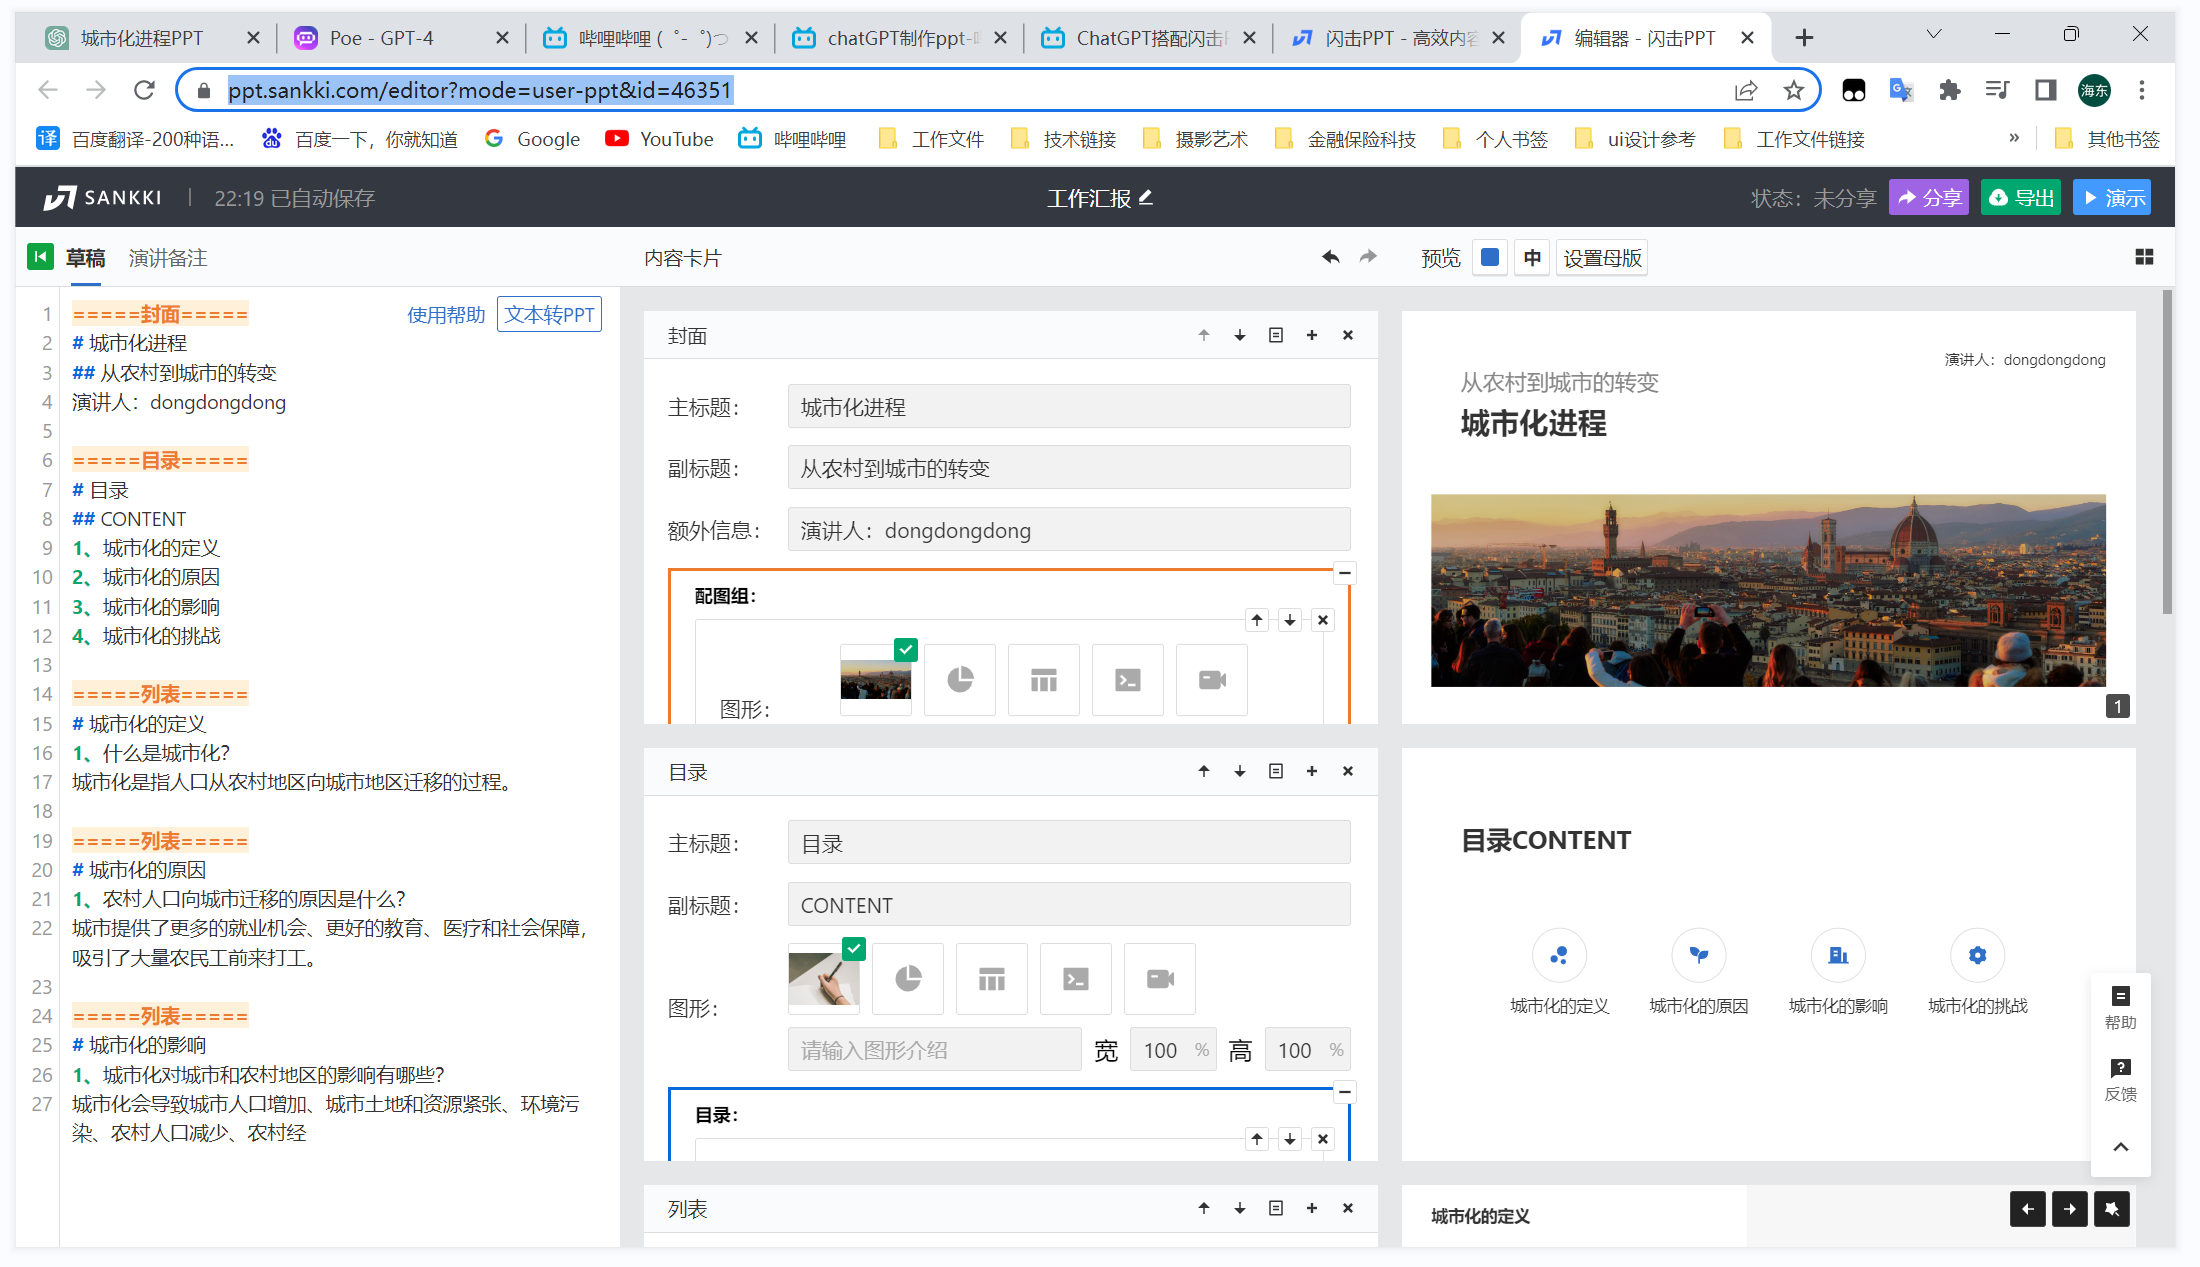 城市化进程PPT
Poe - GPT-4
哔哩哔哩 ( ゜- ゜)つ
chatGPT制作ppt-
ChatGPT搭配闪击
闪击PPT - 高效内容
编辑器 - 闪击PPT
ppt.sankki.com/editor?mode=user-ppt&id=46351
海东
译 百度翻译-200种语...
百度一下，你就知道
Google
YouTube
哔哩哔哩
工作文件
技术链接
摄影艺术
金融保险科技
个人书签
ui设计参考
工作文件链接
»
其他书签
SANKKI
22:19 已自动保存
工作汇报
状态：未分享
分享
导出
演示
草稿
演讲备注
内容卡片
预览
中
设置母版
使用帮助
文本转PPT
1 =====封面=====
2 # 城市化进程
3 ## 从农村到城市的转变
4 演讲人：dongdongdong
5
6 =====目录=====
7 # 目录
8 ## CONTENT
9 1、城市化的定义
10 2、城市化的原因
11 3、城市化的影响
12 4、城市化的挑战
13
14 =====列表=====
15 # 城市化的定义
16 1、什么是城市化？
17 城市化是指人口从农村地区向城市地区迁移的过程。
18
19 =====列表=====
20 # 城市化的原因
21 1、农村人口向城市迁移的原因是什么？
22 城市提供了更多的就业机会、更好的教育、医疗和社会保障，
吸引了大量农民工前来打工。
23
24 =====列表=====
25 # 城市化的影响
26 1、城市化对城市和农村地区的影响有哪些？
27 城市化会导致城市人口增加、城市土地和资源紧张、环境污
染、农村人口减少、农村经
封面
主标题： 城市化进程
副标题： 从农村到城市的转变
额外信息： 演讲人：dongdongdong
配图组：
图形：
目录
主标题： 目录
副标题： CONTENT
图形：
请输入图形介绍 宽 100 % 高 100 %
目录：
列表
演讲人：dongdongdong
从农村到城市的转变
城市化进程
1
目录CONTENT
城市化的定义
城市化的原因
城市化的影响
城市化的挑战
帮助
反馈
城市化的定义